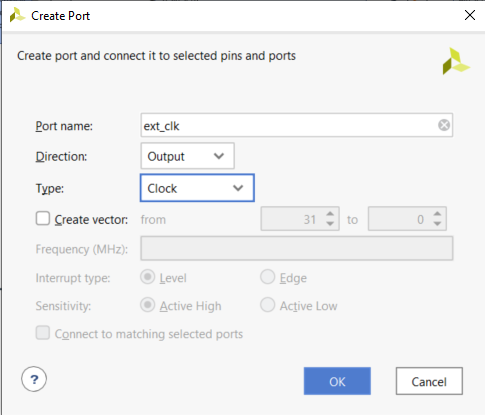 Create Port
Create port and connect it to selected pins and ports
Port name: ext_clk
Direction: Output
Type: Clock
Create vector: from 31 to 0
Frequency (MHz):
Interrupt type: Level Edge
Sensitivity: Active High Active Low
Connect to matching selected ports
? OK Cancel